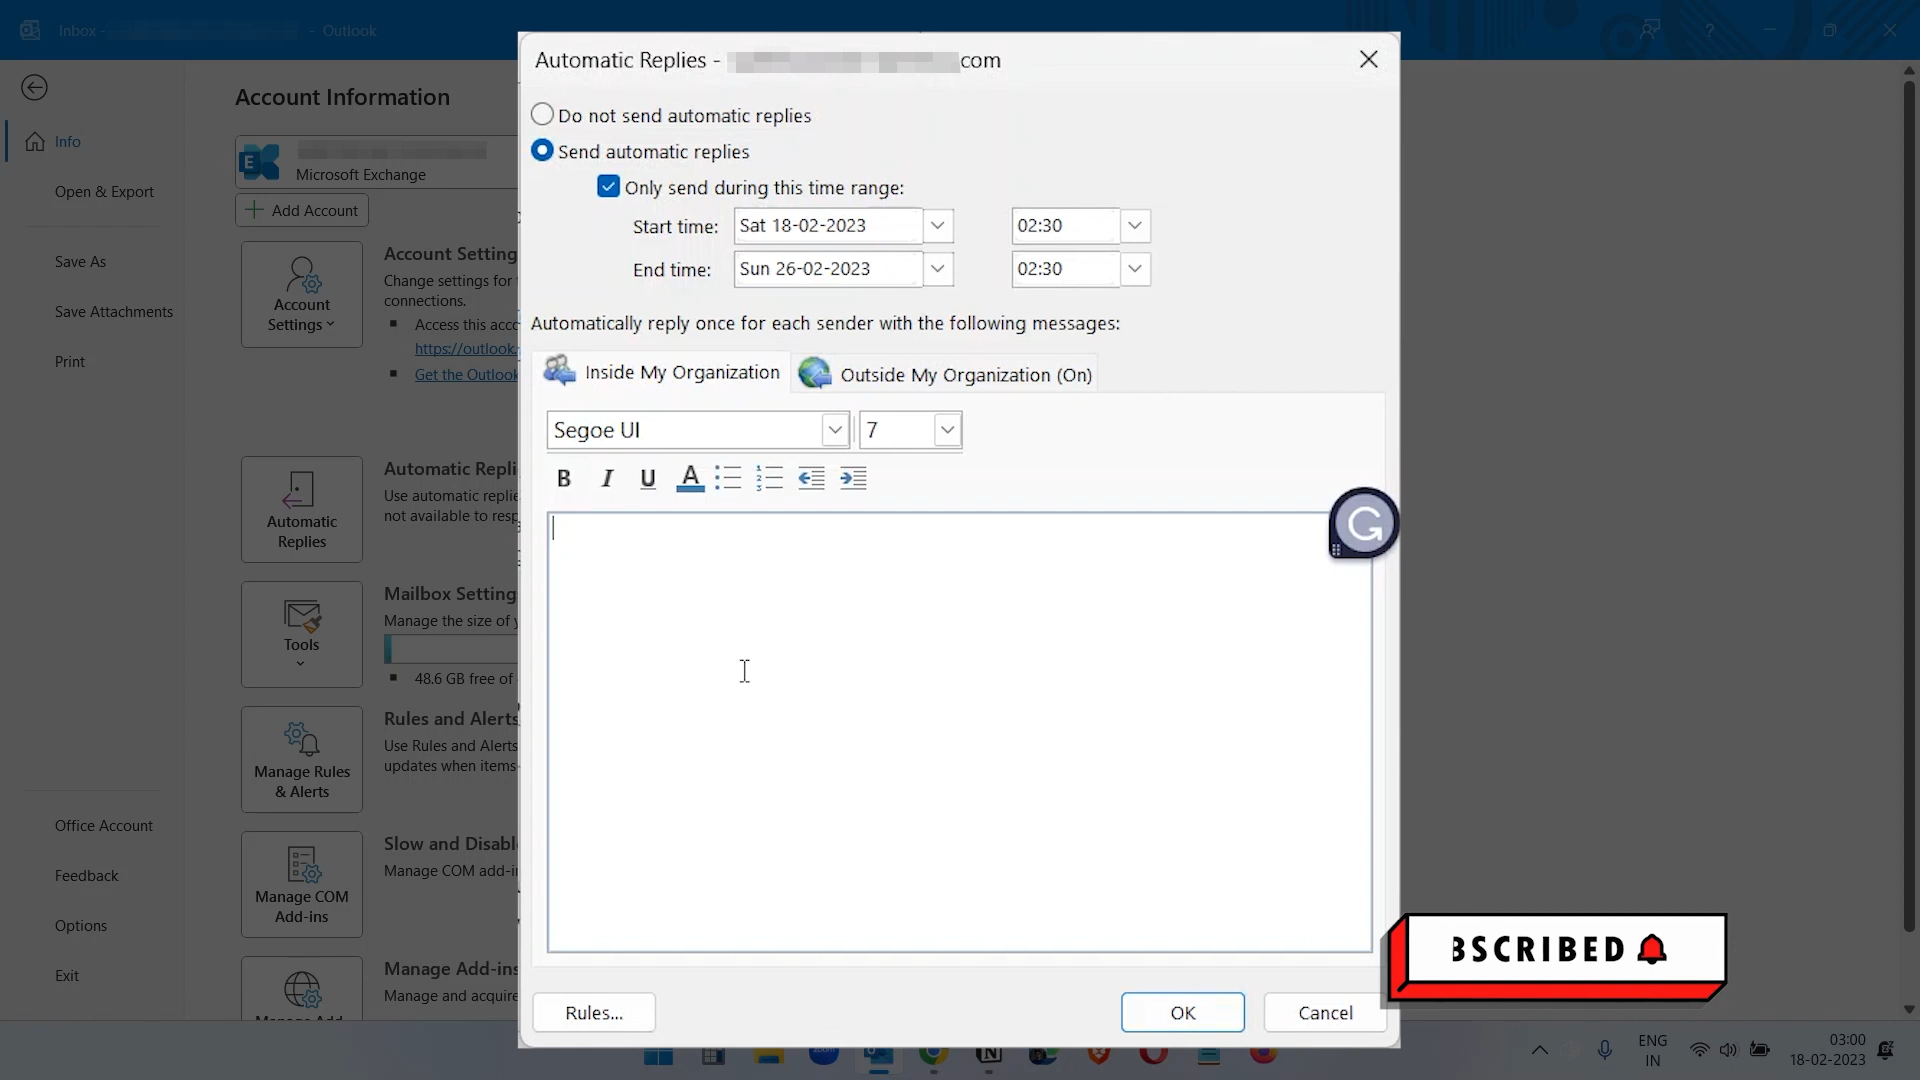 Inbox -
- Outlook
?
Automatic Replies -
com
Do not send automatic replies
Send automatic replies
Only send during this time range:
Start time:
Sat 18-02-2023
02:30
End time:
Sun 26-02-2023
02:30
Automatically reply once for each sender with the following messages:
Inside My Organization
Outside My Organization (On)
Segoe UI
7
B I U A
Rules...
OK
Cancel
Info
Open & Export
Save As
Save Attachments
Print
Office Account
Feedback
Options
Exit
Account Information
Microsoft Exchange
Add Account
Account
Settings
Account Setting
Change settings for
connections.
Access this acco
https://outlook.
Get the Outlook
Automatic
Replies
Automatic Repli
Use automatic replie
not available to resp
Tools
Mailbox Setting
Manage the size of y
48.6 GB free of
Manage Rules
& Alerts
Rules and Alerts
Use Rules and Alerts
updates when items
Manage COM
Add-ins
Slow and Disabl
Manage COM add-in
Manage Add-ins
Manage and acquire
BSCRIBED
zoom
ENG
IN
03:00
18-02-2023